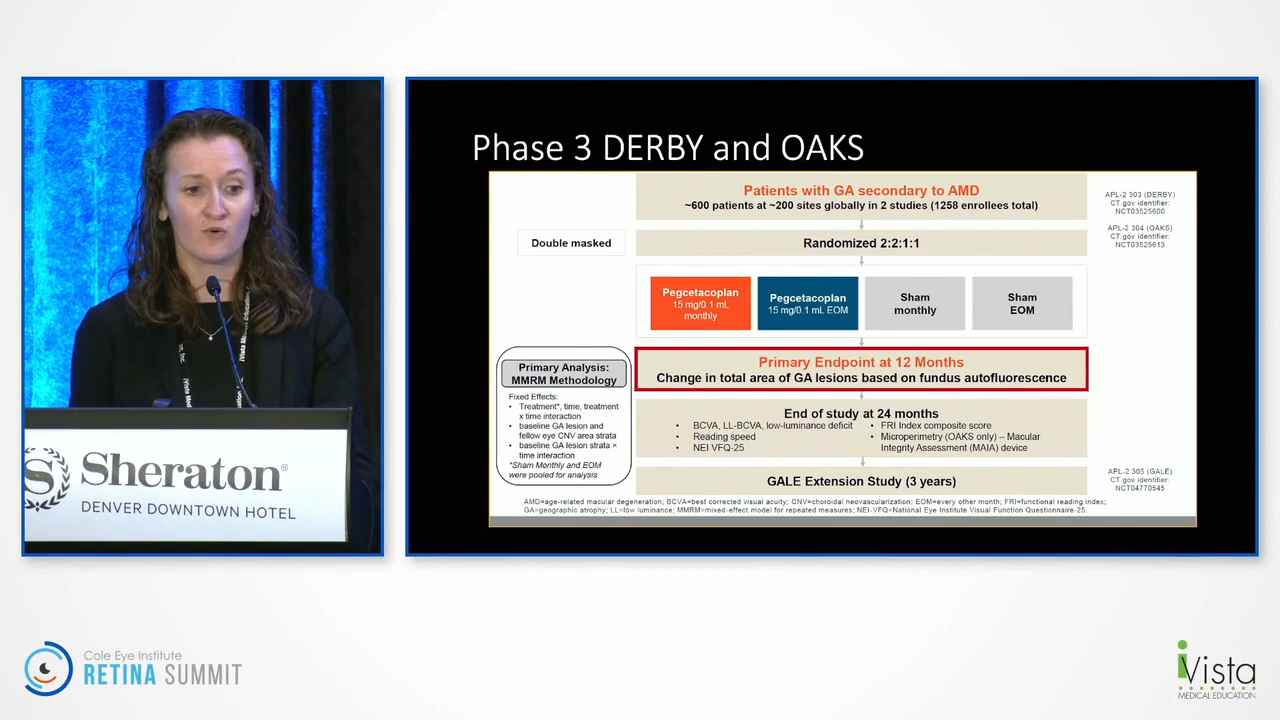 Phase 3 DERBY and OAKS
Patients with GA secondary to AMD
~600 patients at ~200 sites globally in 2 studies (1258 enrollees total)
APL-2 303 (DERBY)
CT.gov identifier:
NCT03525600
APL-2 304 (OAKS)
CT.gov identifier:
NCT03525613
Double masked
Randomized 2:2:1:1
Pegcetacoplan
15 mg/0.1 mL
monthly
Pegcetacoplan
15 mg/0.1 mL EOM
Sham
monthly
Sham
EOM
Primary Endpoint at 12 Months
Change in total area of GA lesions based on fundus autofluorescence
Primary Analysis:
MMRM Methodology
Fixed Effects:
• Treatment*, time, treatment
x time interaction
• baseline GA lesion and
fellow eye CNV area strata
• baseline GA lesion strata ×
time interaction
*Sham Monthly and EOM
were pooled for analysis
End of study at 24 months
• BCVA, LL-BCVA, low-luminance deficit
• Reading speed
• NEI VFQ-25
• FRI Index composite score
• Microperimetry (OAKS only) – Macular
Integrity Assessment (MAIA) device
GALE Extension Study (3 years)
APL-2 305 (GALE)
CT.gov identifier:
NCT04770545
AMD=age-related macular degeneration; BCVA=best corrected visual acuity; CNV=choroidal neovascularization; EOM=every other month; FRI=functional reading index;
GA=geographic atrophy; LL=low luminance; MMRM=mixed-effect model for repeated measures; NEI-VFQ=National Eye Institute Visual Function Questionnaire-25.
Sheraton®
DENVER DOWNTOWN HOTEL
Cole Eye Institute
RETINA SUMMIT
iVista
MEDICAL EDUCATION